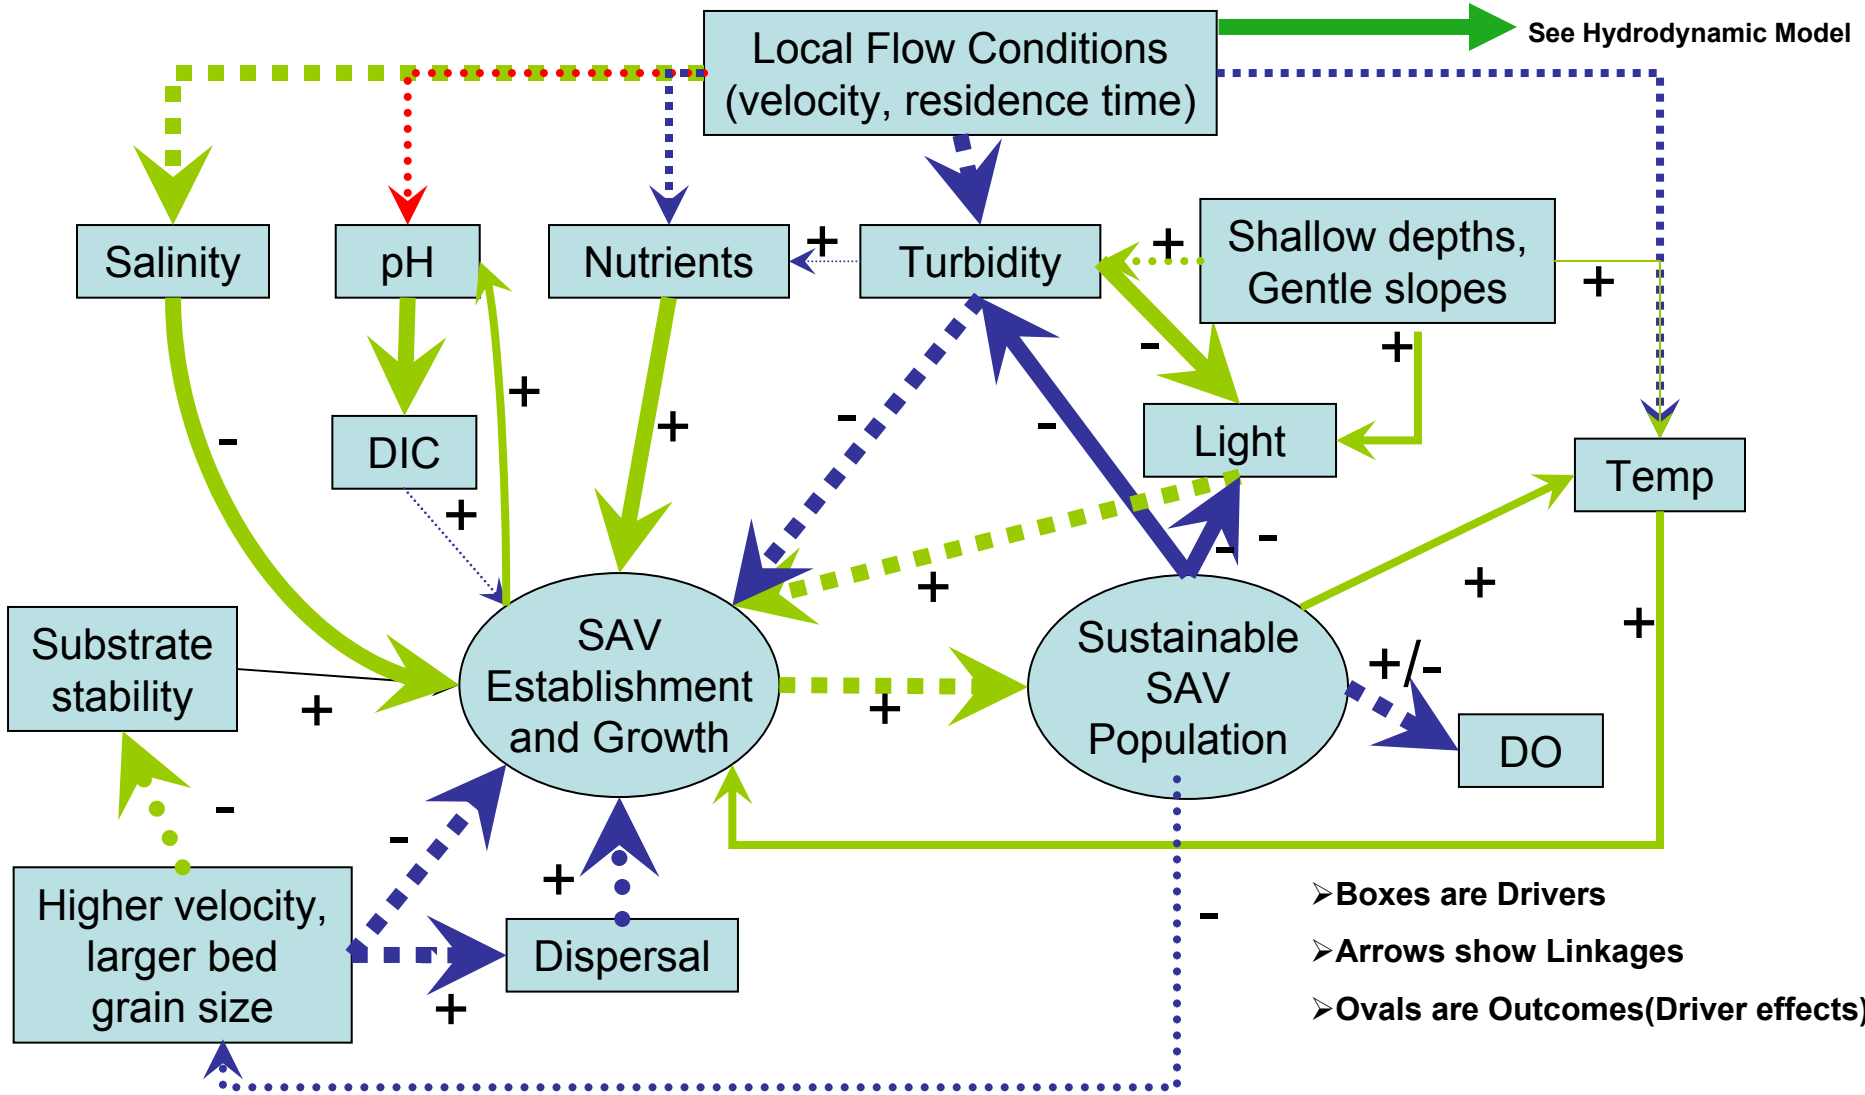 Local Flow Conditions
(velocity, residence time)
See Hydrodynamic Model
Salinity
pH
Nutrients
+
Turbidity
+
Shallow depths,
Gentle slopes
+
-
+
+
-
+
-
-
DIC
+
Light
Temp
+
- -
+
+
+
Substrate
stability
+
SAV
Establishment
and Growth
+
Sustainable
SAV
Population
+/-
DO
-
-
+
Higher velocity,
larger bed
grain size
+
Dispersal
-
➢Boxes are Drivers
➢Arrows show Linkages
➢Ovals are Outcomes(Driver effects)